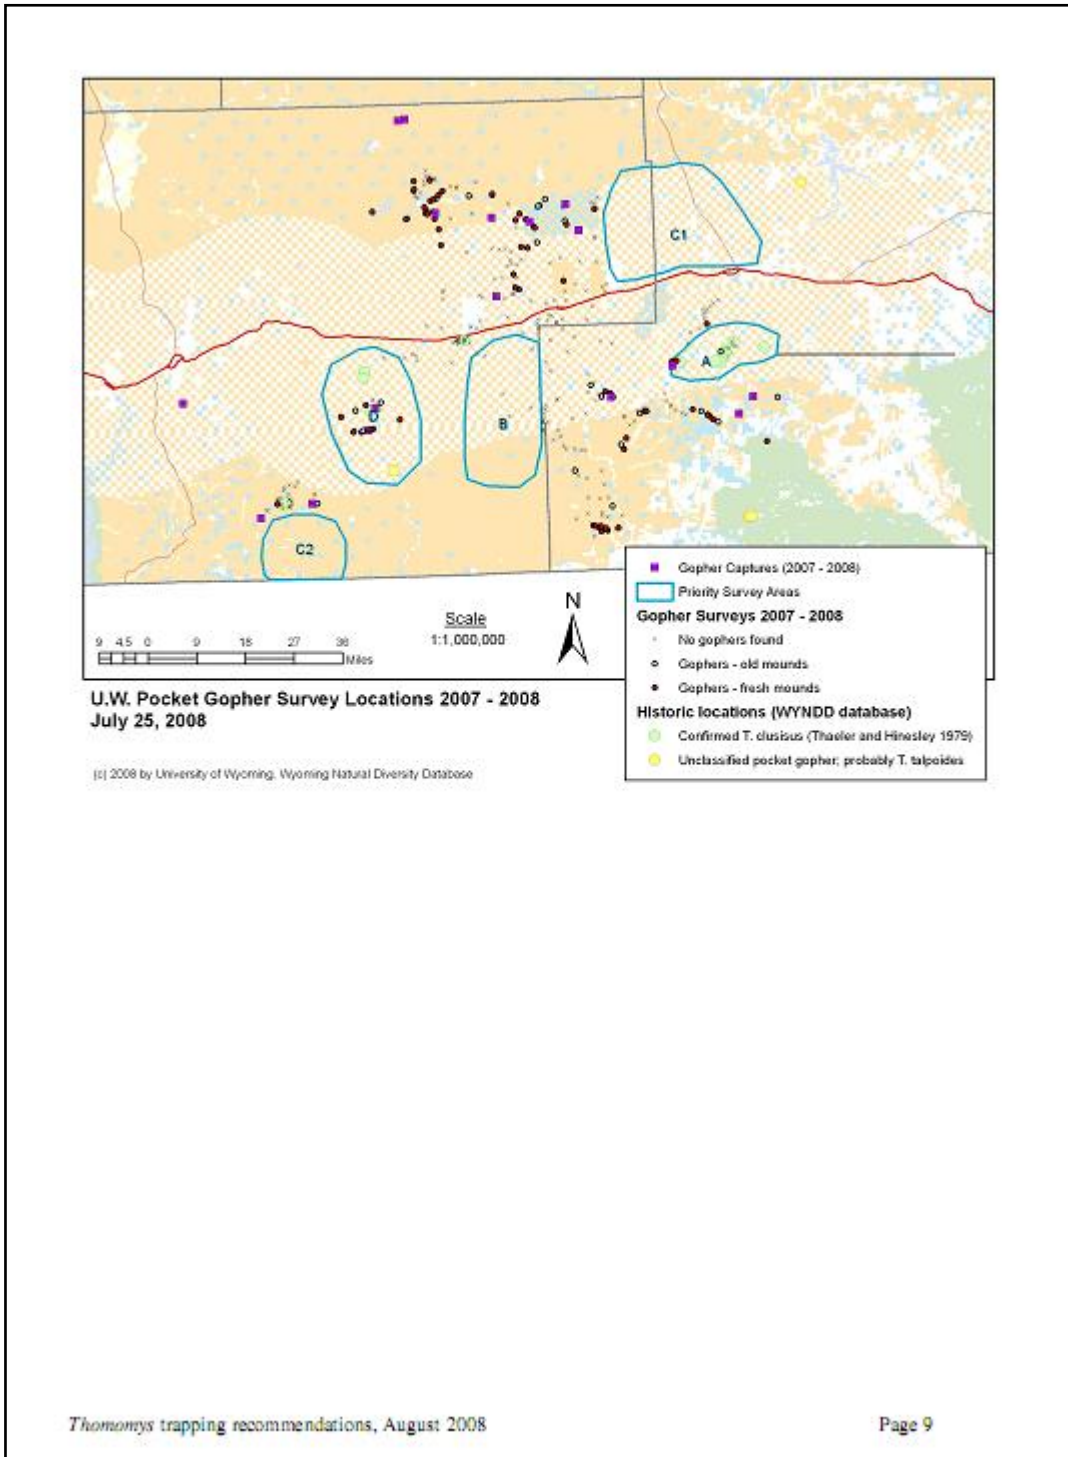 C1
A
B
D
C2
Gopher Captures (2007 - 2008)
Priority Survey Areas
Gopher Surveys 2007 - 2008
No gophers found
Gophers - old mounds
Gophers - fresh mounds
Historic locations (WYNDD database)
Confirmed T. clusisus (Thaeler and Hinesley 1979)
Unclassified pocket gopher; probably T. talpoides
N
Scale
1:1,000,000
9 4.5 0 9 18 27 36
Miles
U.W. Pocket Gopher Survey Locations 2007 - 2008
July 25, 2008
(c) 2008 by University of Wyoming, Wyoming Natural Diversity Database
Thomomys trapping recommendations, August 2008
Page 9